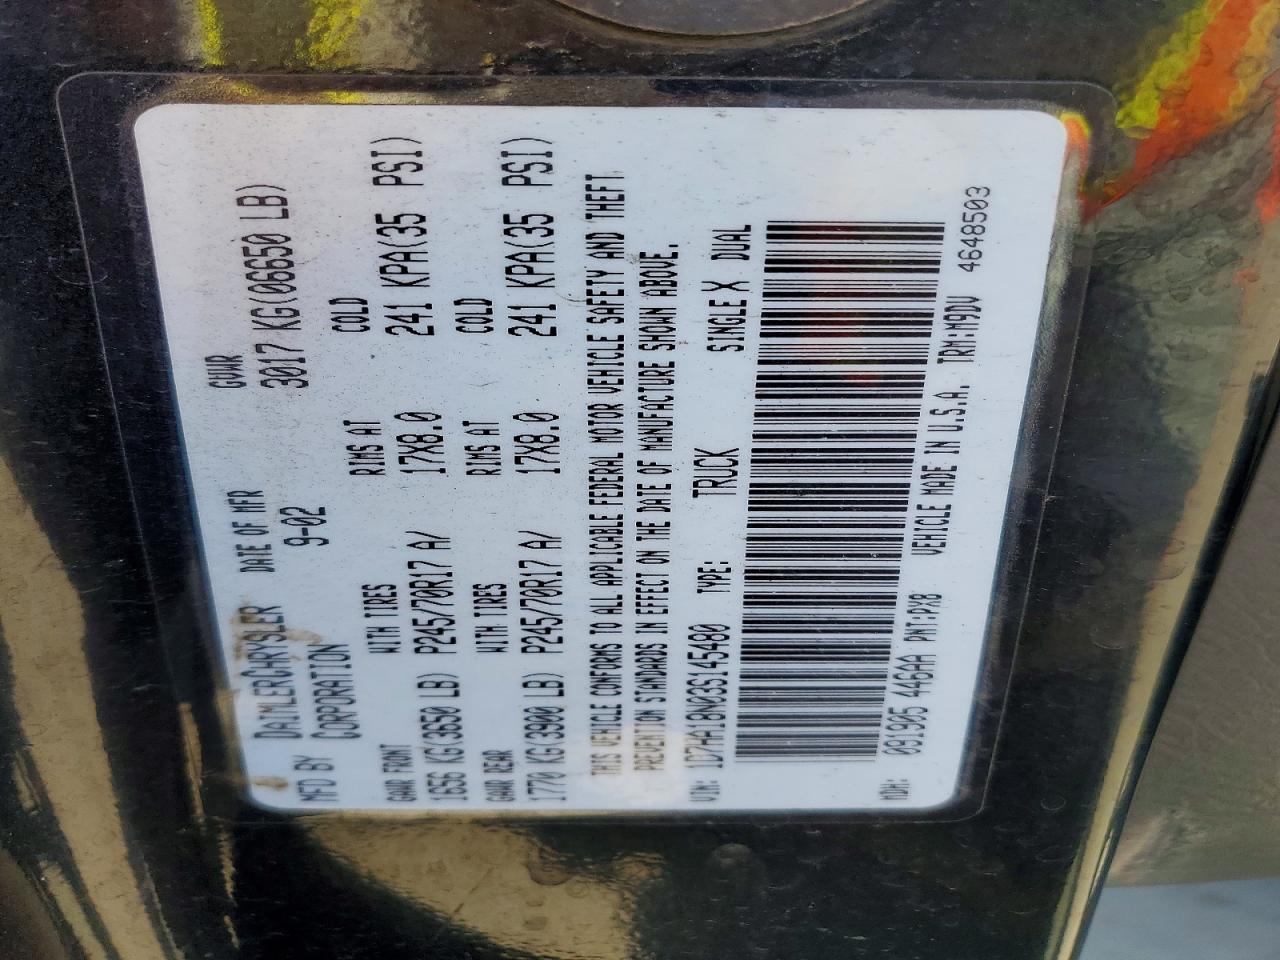 MFD BY DAIMLERCHRYSLER CORPORATION DATE OF MFR 9-02 GVWR 3017 KG(06650 LB)
GAWR FRONT WITH TIRES RIMS AT COLD
1656 KG(3650 LB) P245/70R17 A/ 17X8.0 241 KPA(35 PSI)
GAWR REAR WITH TIRES RIMS AT COLD
1770 KG(3900 LB) P245/70R17 A/ 17X8.0 241 KPA(35 PSI)
THIS VEHICLE CONFORMS TO ALL APPLICABLE FEDERAL MOTOR VEHICLE SAFETY AND THEFT
PREVENTION STANDARDS IN EFFECT ON THE DATE OF MANUFACTURE SHOWN ABOVE.
VIN: 1D7HA18N03S145480 TYPE: TRUCK SINGLE X DUAL
MDH: 091905 446AA PNT:PX8 VEHICLE MADE IN U.S.A. TRM:M9DV 4648503